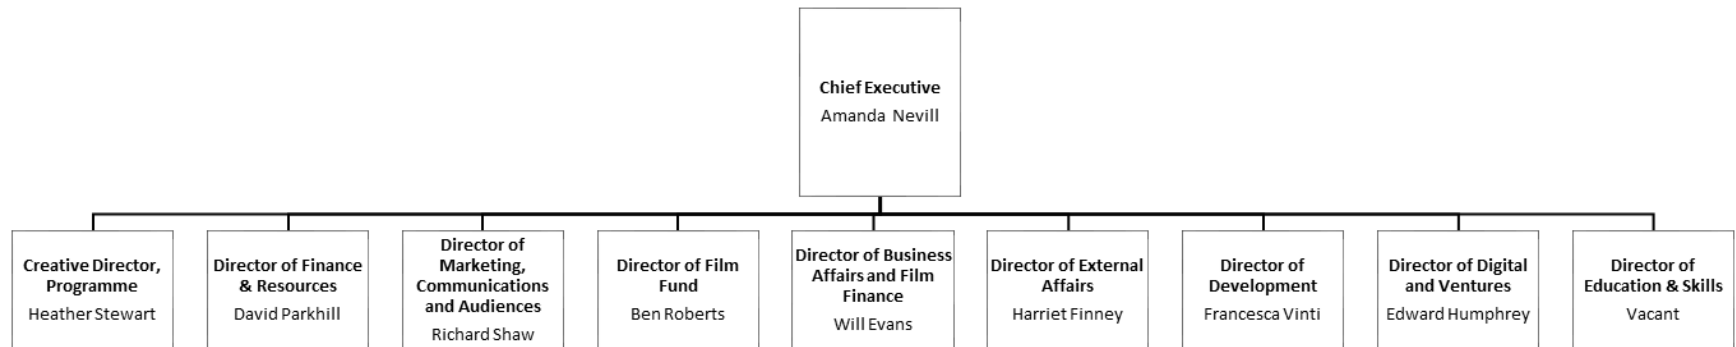 Chief Executive
Amanda Nevill
Creative Director,
Programme
Heather Stewart
Director of Finance
& Resources
David Parkhill
Director of
Marketing,
Communications
and Audiences
Richard Shaw
Director of Film
Fund
Ben Roberts
Director of Business
Affairs and Film
Finance
Will Evans
Director of External
Affairs
Harriet Finney
Director of
Development
Francesca Vinti
Director of Digital
and Ventures
Edward Humphrey
Director of
Education & Skills
Vacant